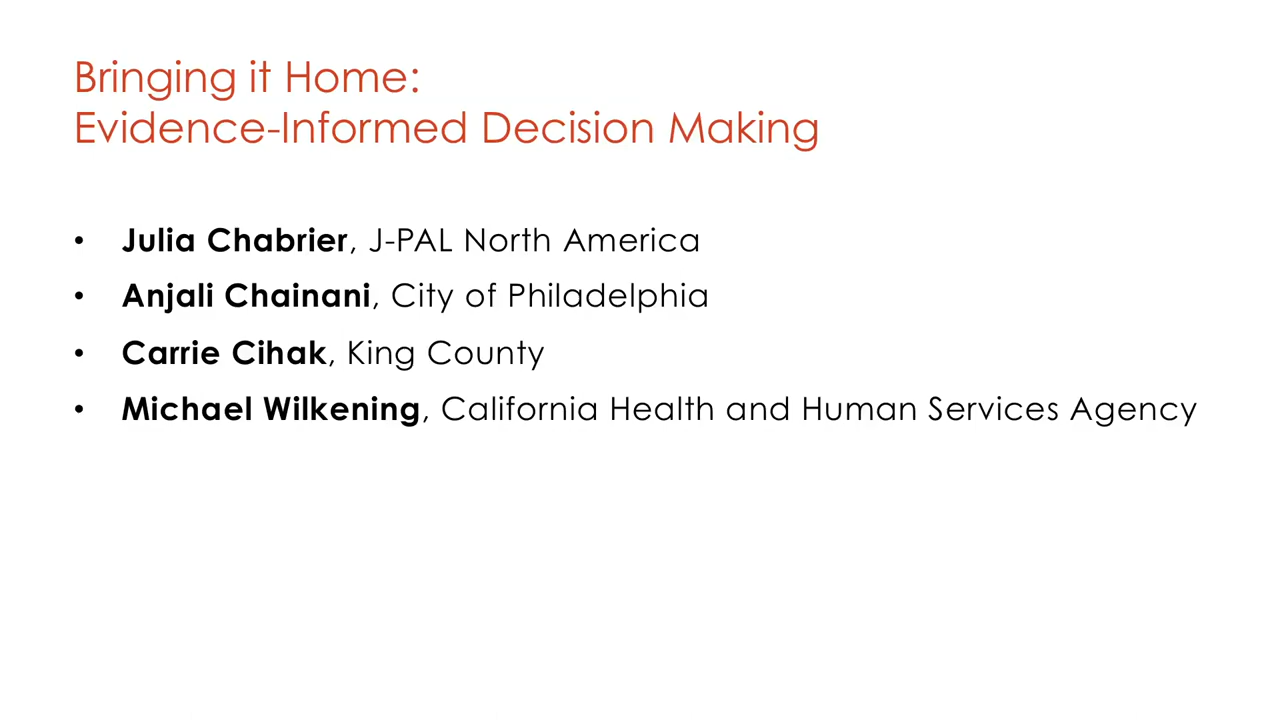 Bringing it Home:
Evidence-Informed Decision Making
• Julia Chabrier, J-PAL North America
• Anjali Chainani, City of Philadelphia
• Carrie Cihak, King County
• Michael Wilkening, California Health and Human Services Agency